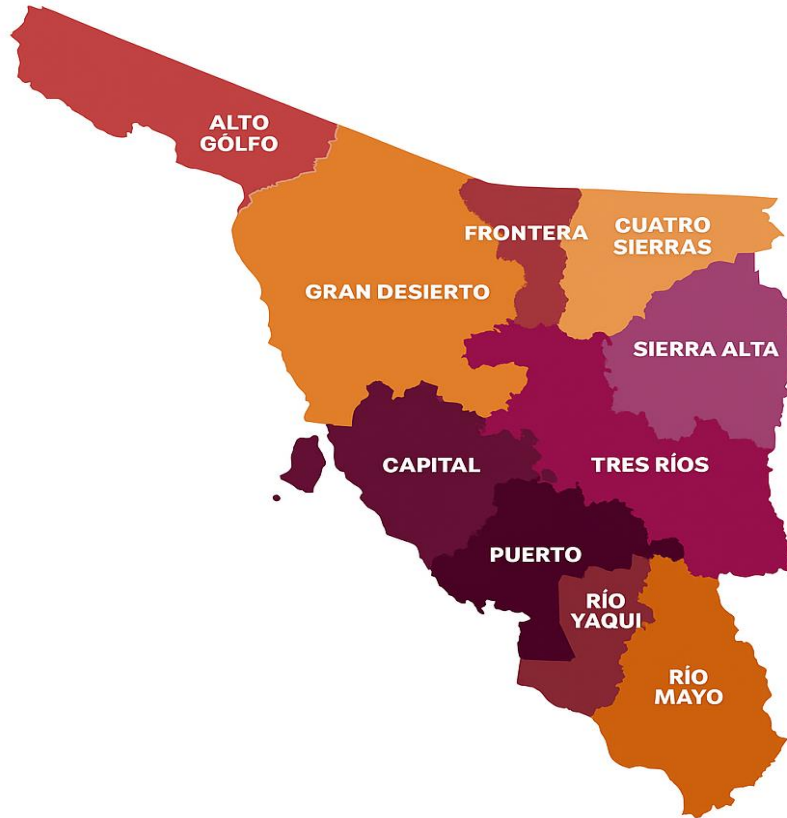 ALTO
GÓLFO
FRONTERA
CUATRO
SIERRAS
GRAN DESIERTO
SIERRA ALTA
CAPITAL
TRES RÍOS
PUERTO
RÍO
YAQUI
RÍO
MAYO